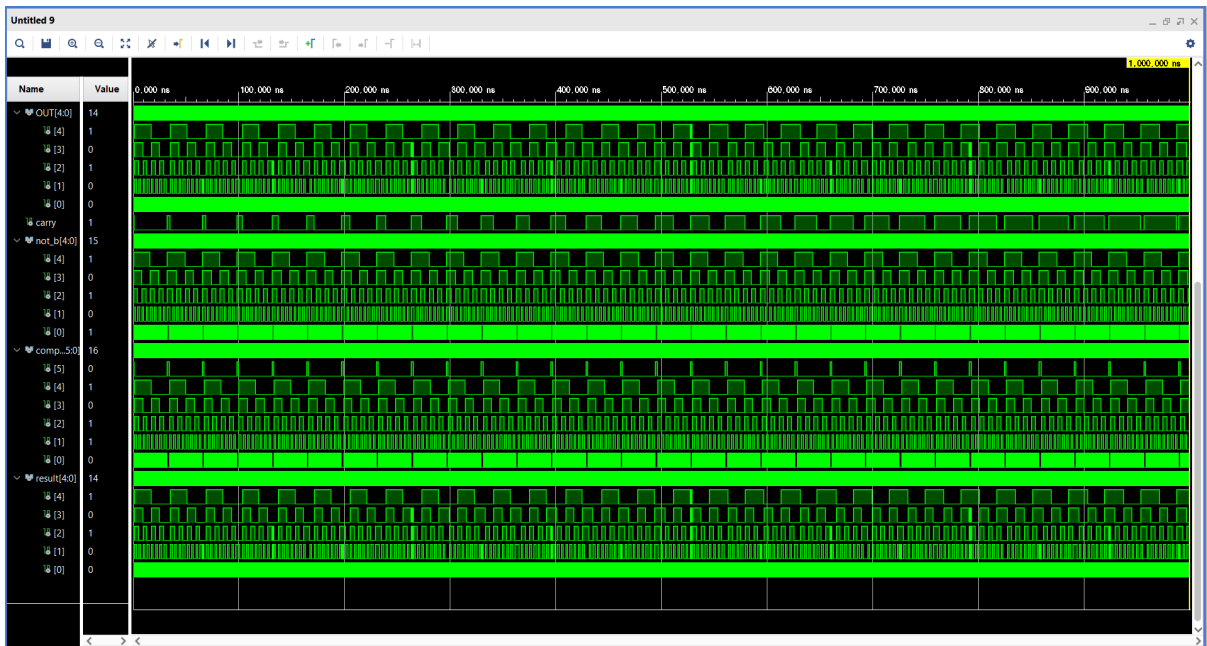 Untitled 9
1,000.000 ns
Name Value 0.000 ns 100.000 ns 200.000 ns 300.000 ns 400.000 ns 500.000 ns 600.000 ns 700.000 ns 800.000 ns 900.000 ns
OUT[4:0] 14
[4] 1
[3] 0
[2] 1
[1] 0
[0] 0
carry 1
not_b[4:0] 15
[4] 1
[3] 0
[2] 1
[1] 0
[0] 1
comp...5:0] 16
[5] 0
[4] 1
[3] 0
[2] 1
[1] 1
[0] 0
result[4:0] 14
[4] 1
[3] 0
[2] 1
[1] 0
[0] 0